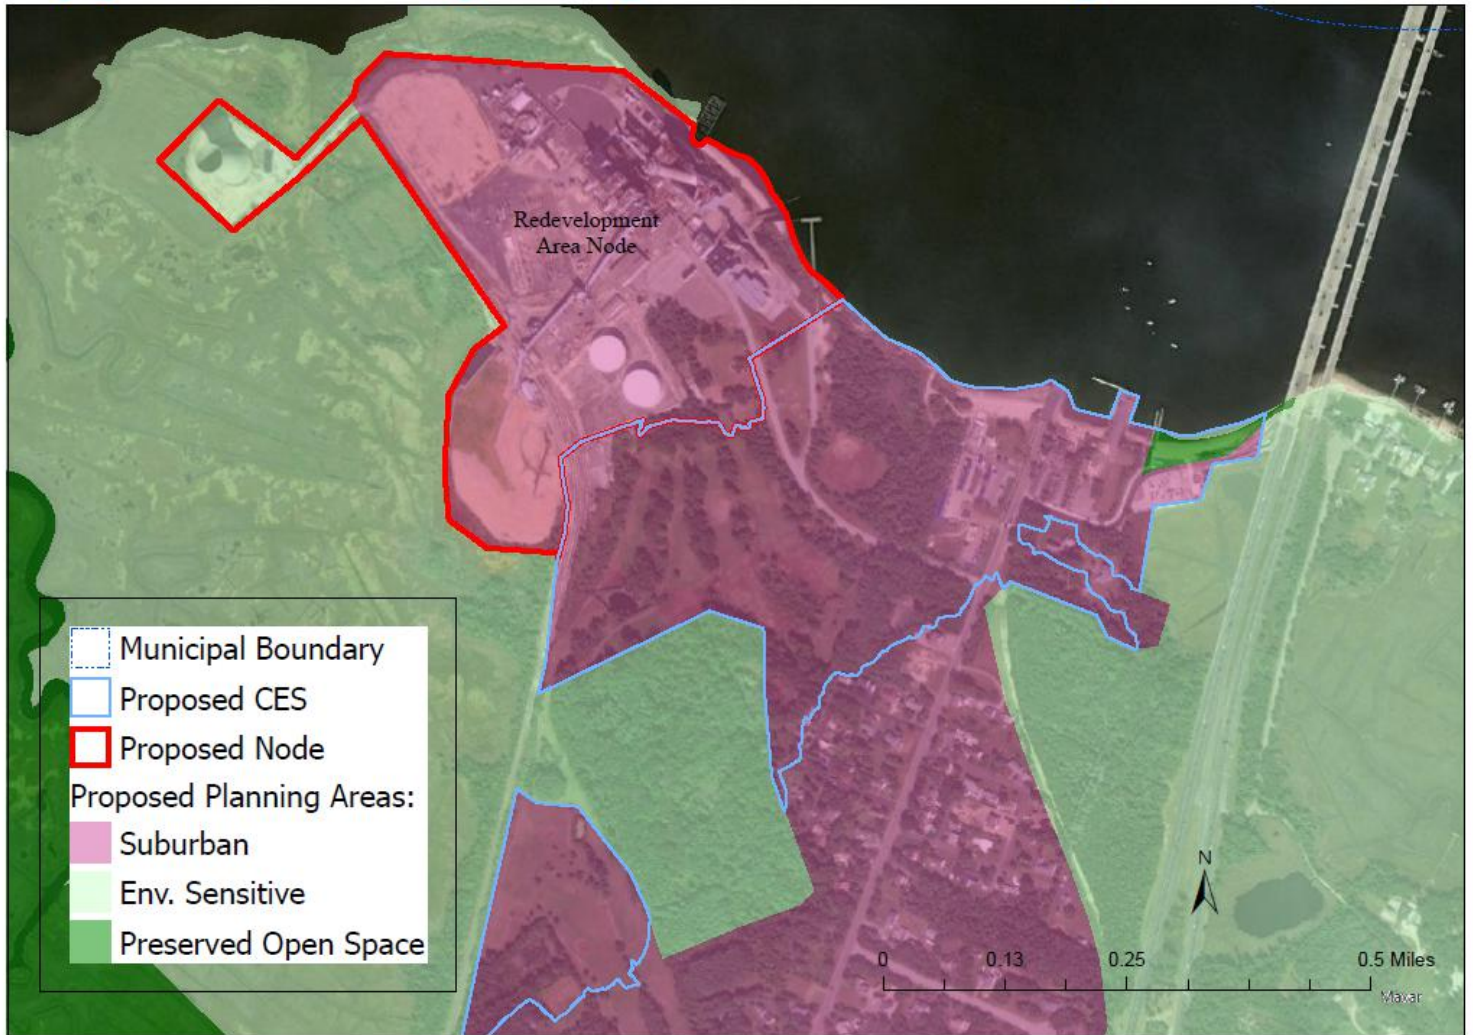 Redevelopment
Area Node
Municipal Boundary
Proposed CES
Proposed Node
Proposed Planning Areas:
Suburban
Env. Sensitive
Preserved Open Space
N
0 0.13 0.25 0.5 Miles
Maxar